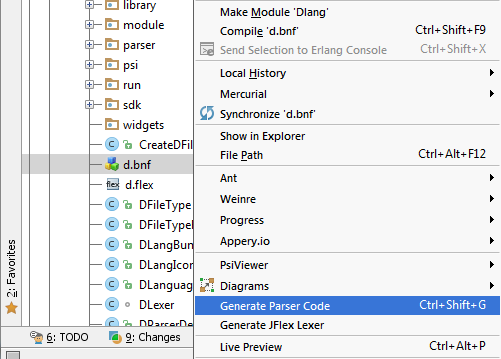 library
module
parser
psi
run
sdk
widgets
CreateDFil
d.bnf
flex d.flex
DFileType
DFileTypeF
DLangBun
DLangIcon
DLanguag
DLexer
DParserDe
2: Favorites
6: TODO
9: Changes
Make Module 'Dlang'
Compile 'd.bnf' Ctrl+Shift+F9
Send Selection to Erlang Console Ctrl+Shift+X
Local History
Mercurial
Synchronize 'd.bnf'
Show in Explorer
File Path Ctrl+Alt+F12
Ant
Weinre
Progress
Appery.io
PsiViewer
Diagrams
Generate Parser Code Ctrl+Shift+G
Generate JFlex Lexer
Live Preview Ctrl+Alt+P